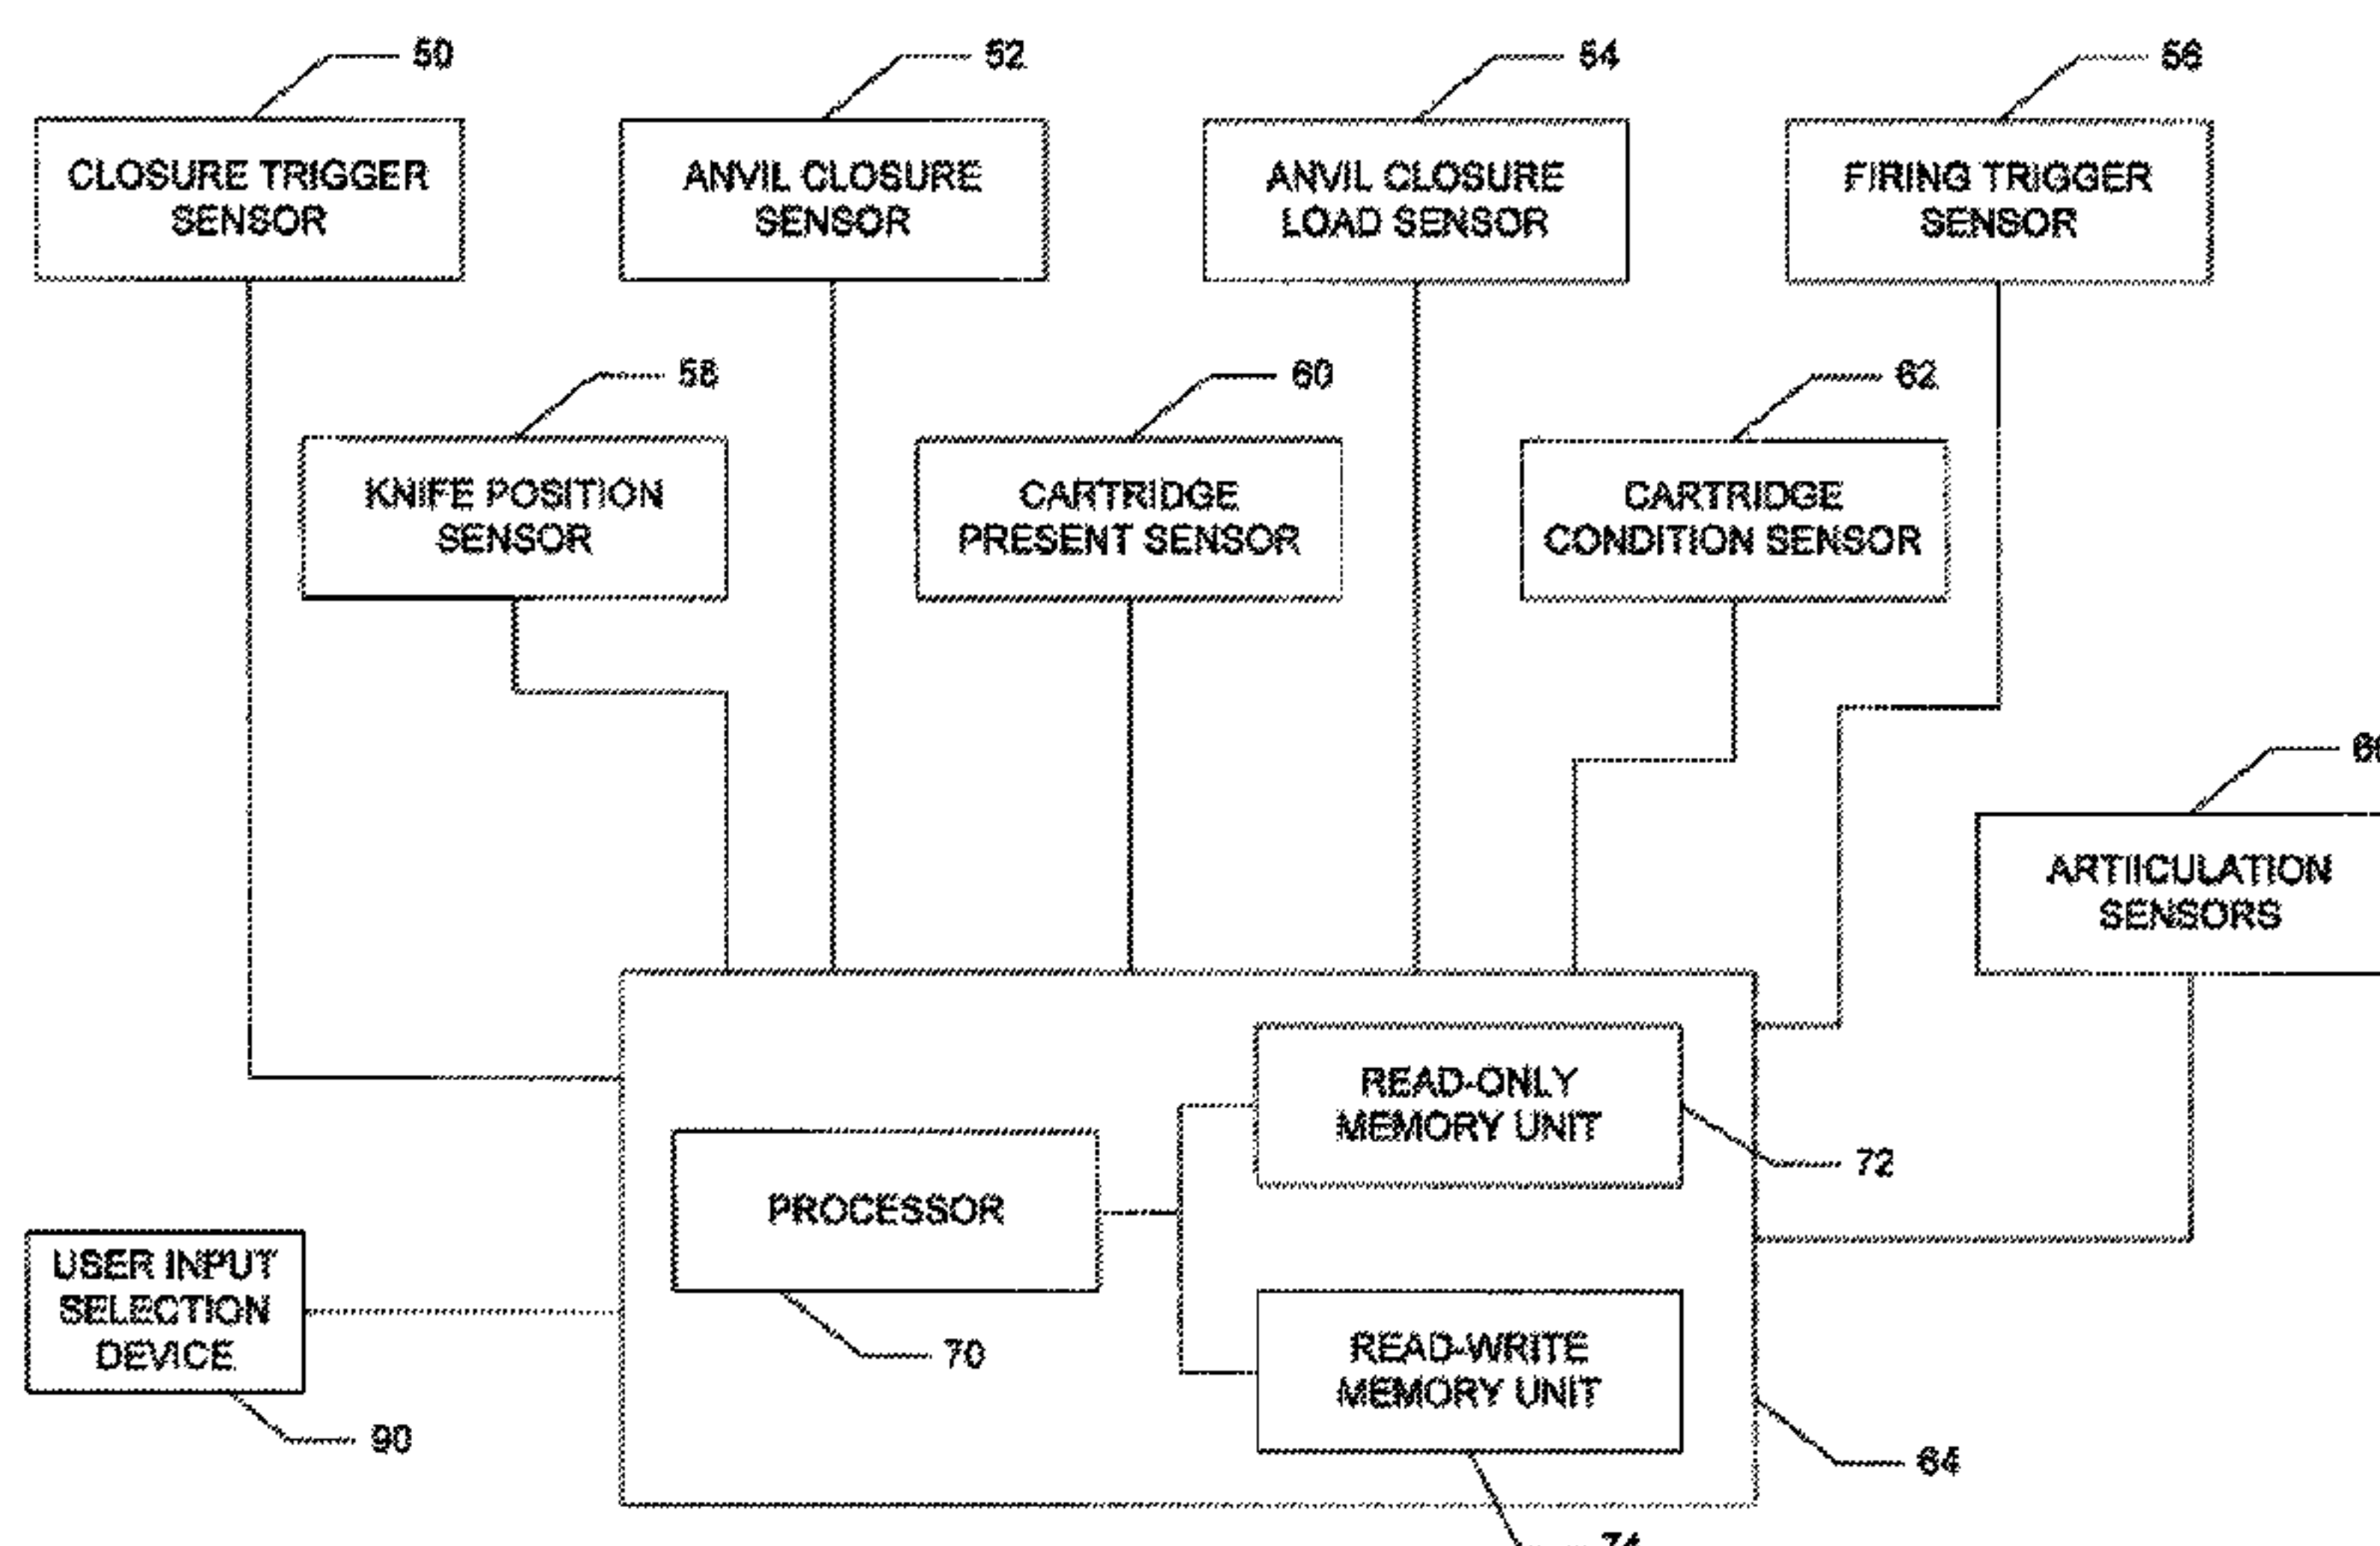 50
52
54
56
CLOSURE TRIGGER
SENSOR
ANVIL CLOSURE
SENSOR
ANVIL CLOSURE
LOAD SENSOR
FIRING TRIGGER
SENSOR
58
60
62
KNIFE POSITION
SENSOR
CARTRIDGE
PRESENT SENSOR
CARTRIDGE
CONDITION SENSOR
ARTIICULATION
SENSORS
READ-ONLY
MEMORY UNIT
72
PROCESSOR
USER INPUT
SELECTION
DEVICE
70
READ-WRITE
MEMORY UNIT
90
64